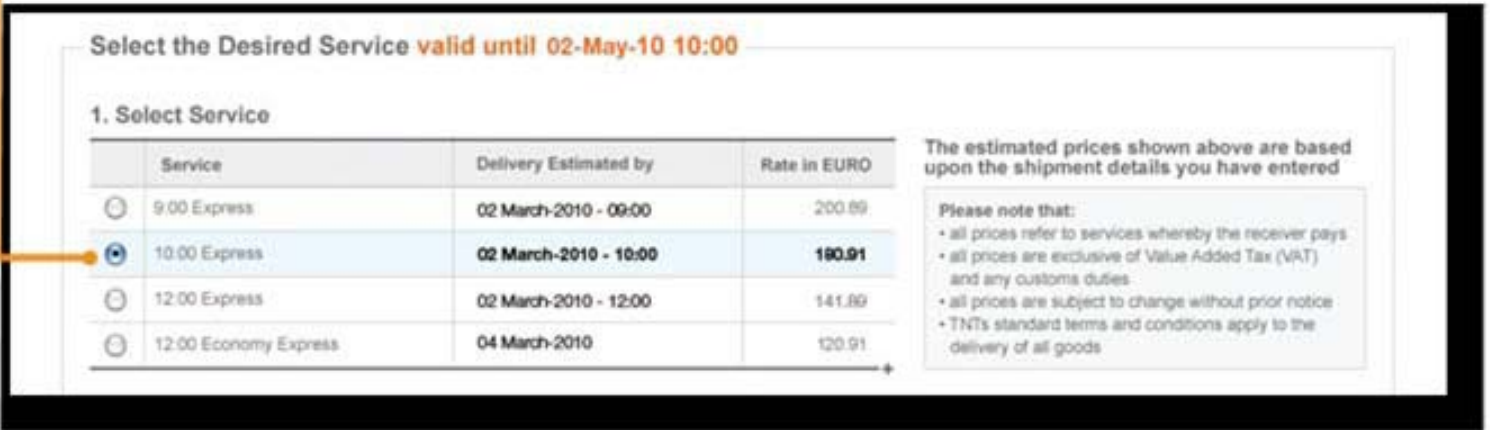 Select the Desired Service valid until 02-May-10 10:00
1. Select Service
Service Delivery Estimated by Rate in EURO
9:00 Express 02 March-2010 - 09:00 200.89
10:00 Express 02 March-2010 - 10:00 190.91
12:00 Express 02 March-2010 - 12:00 141.89
12:00 Economy Express 04 March-2010 120.91
The estimated prices shown above are based
upon the shipment details you have entered
Please note that:
• all prices refer to services whereby the receiver pays
• all prices are exclusive of Value Added Tax (VAT)
and any customs duties
• all prices are subject to change without prior notice
• TNTs standard terms and conditions apply to the
delivery of all goods